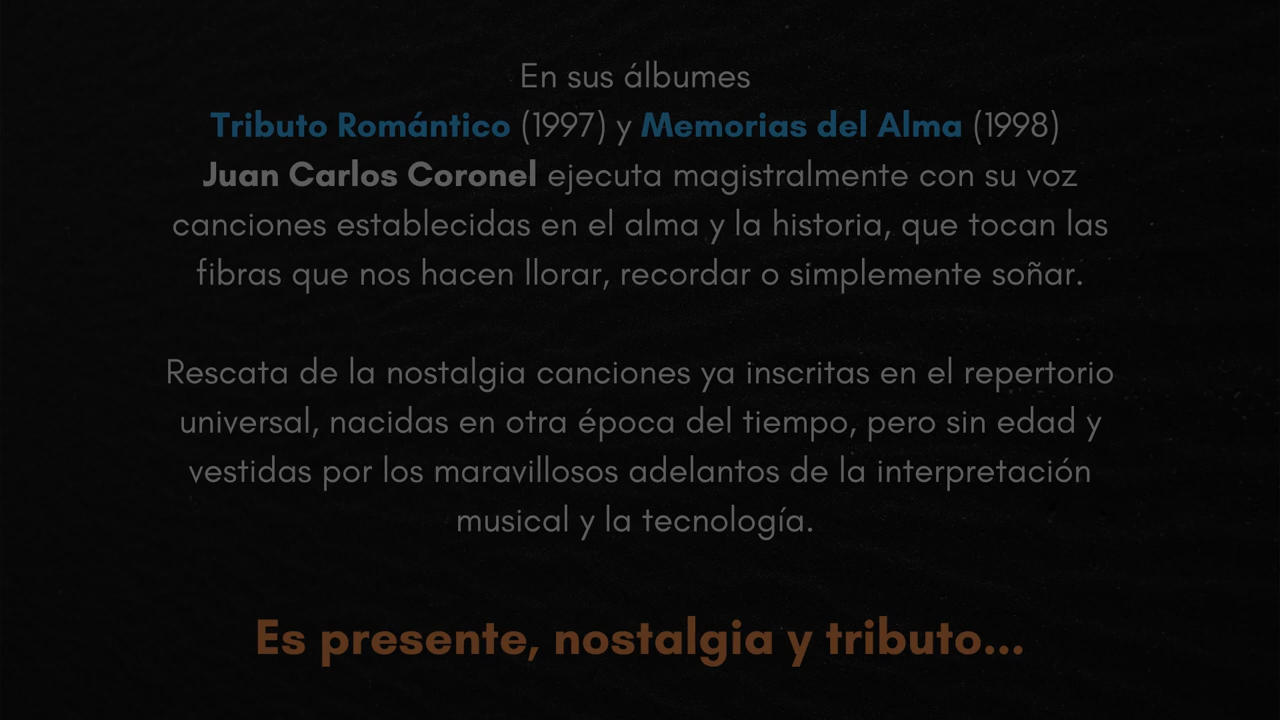 En sus álbumes
Tributo Romántico (1997) y Memorias del Alma (1998)
Juan Carlos Coronel ejecuta magistralmente con su voz
canciones establecidas en el alma y la historia, que tocan las
fibras que nos hacen llorar, recordar o simplemente soñar.
Rescata de la nostalgia canciones ya inscritas en el repertorio
universal, nacidas en otra época del tiempo, pero sin edad y
vestidas por los maravillosos adelantos de la interpretación
musical y la tecnología.
Es presente, nostalgia y tributo...